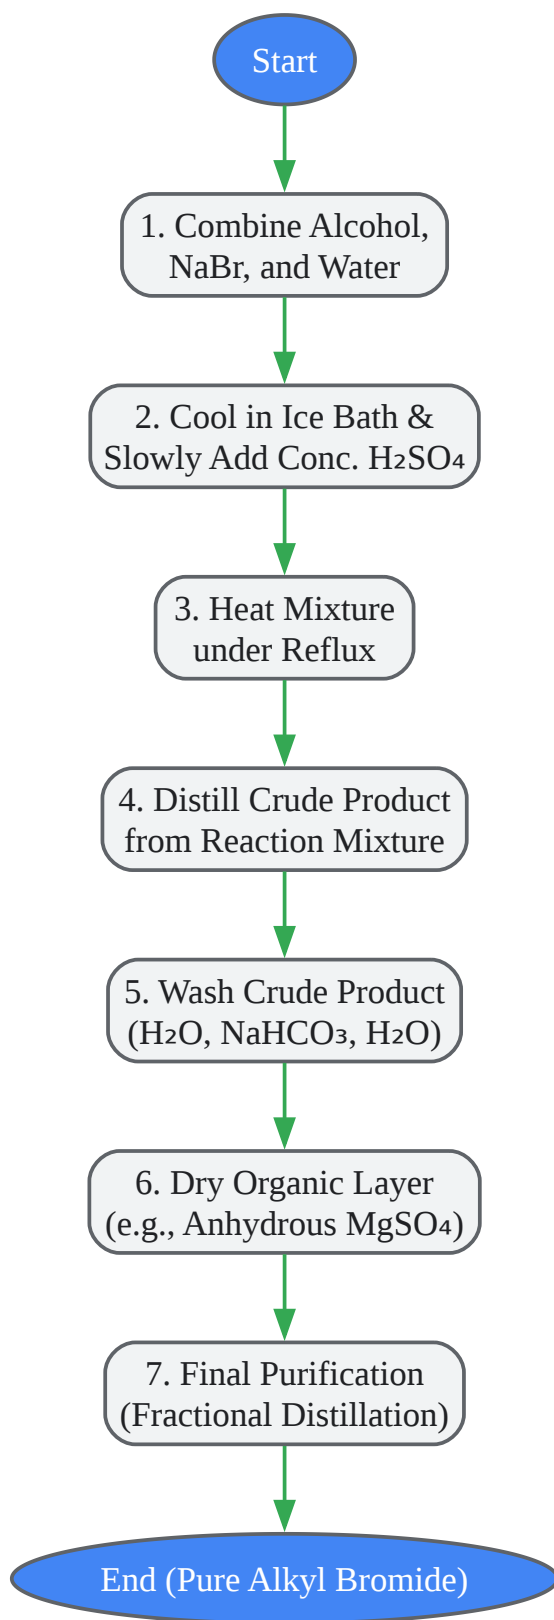 Start
1. Combine Alcohol,
NaBr, and Water
2. Cool in Ice Bath &
Slowly Add Conc. H₂SO₄
3. Heat Mixture
under Reflux
4. Distill Crude Product
from Reaction Mixture
5. Wash Crude Product
(H₂O, NaHCO₃, H₂O)
6. Dry Organic Layer
(e.g., Anhydrous MgSO₄)
7. Final Purification
(Fractional Distillation)
End (Pure Alkyl Bromide)